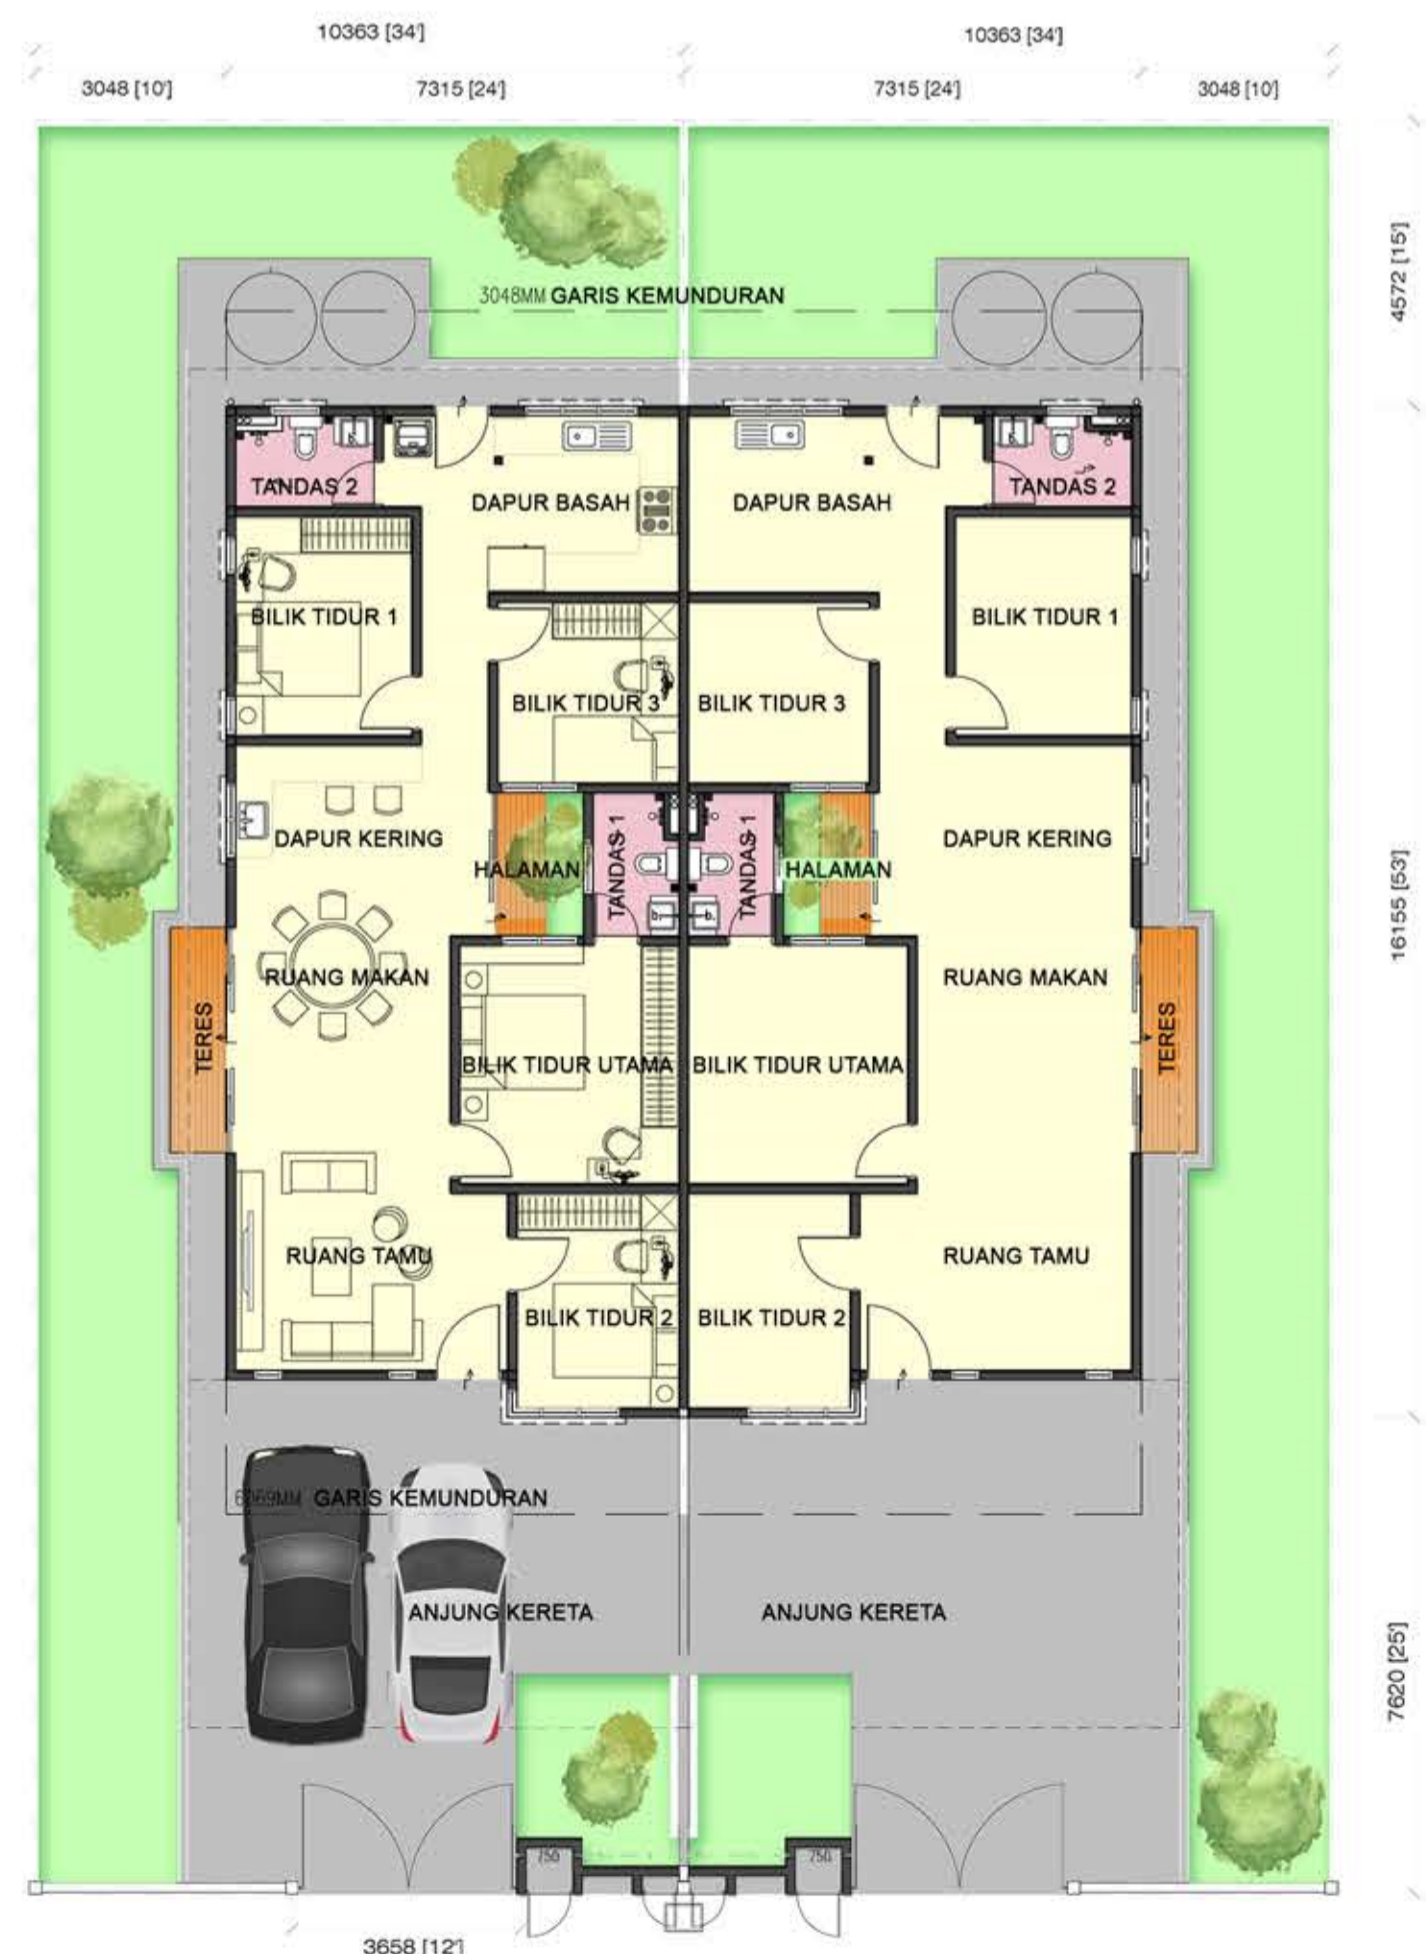 10363 [34']
10363 [34']
3048 [10']
7315 [24']
7315 [24']
3048 [10']
4572 [15']
3048MM GARIS KEMUNDURAN
TANDAS 2
DAPUR BASAH
DAPUR BASAH
TANDAS 2
BILIK TIDUR 1
BILIK TIDUR 1
BILIK TIDUR 3
BILIK TIDUR 3
DAPUR KERING
DAPUR KERING
HALAMAN
TANDAS 1
TANDAS 1
HALAMAN
16155 [53']
RUANG MAKAN
RUANG MAKAN
TERES
TERES
BILIK TIDUR UTAMA
BILIK TIDUR UTAMA
RUANG TAMU
RUANG TAMU
BILIK TIDUR 2
BILIK TIDUR 2
GARIS KEMUNDURAN
ANJUNG KERETA
ANJUNG KERETA
7620 [25']
750
750
3658 [12']